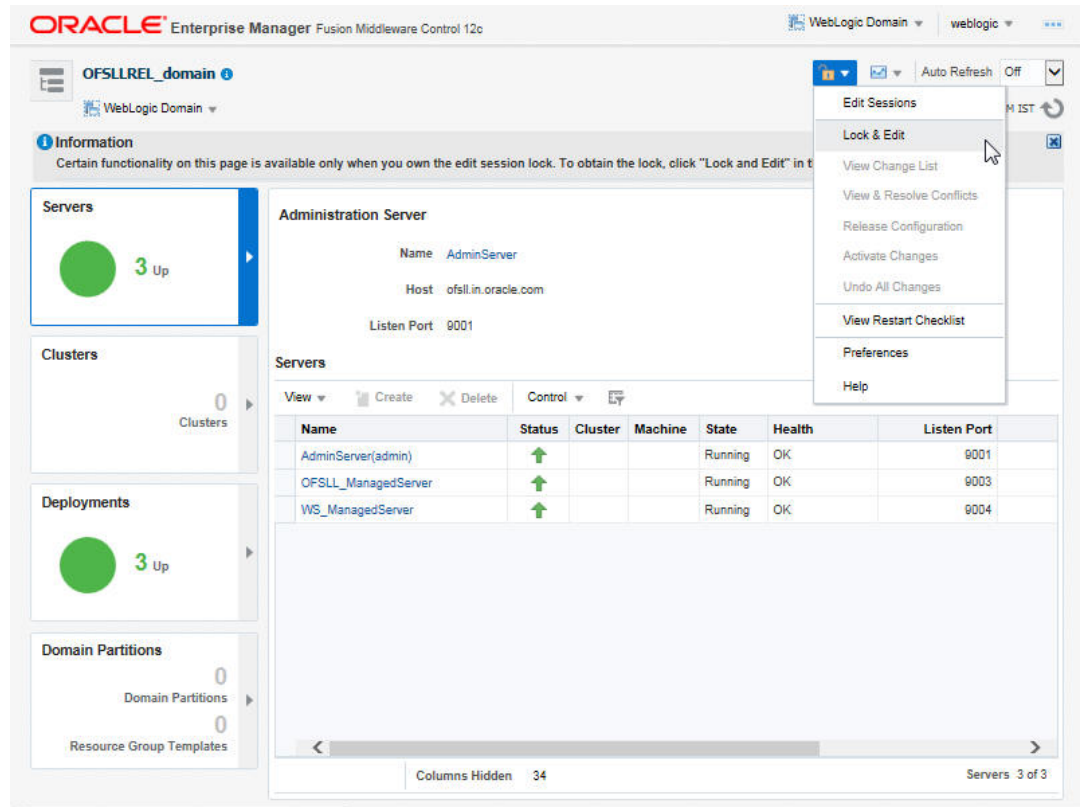 ORACLE Enterprise Manager Fusion Middleware Control 12c
WebLogic Domain
weblogic
OFSLLREL_domain
WebLogic Domain
Auto Refresh Off
M IST
Edit Sessions
Lock & Edit
View Change List
View & Resolve Conflicts
Release Configuration
Activate Changes
Undo All Changes
View Restart Checklist
Preferences
Help
Information
Certain functionality on this page is available only when you own the edit session lock. To obtain the lock, click "Lock and Edit" in t
Servers
3 Up
Clusters
0
Clusters
Deployments
3 Up
Domain Partitions
0
Domain Partitions
0
Resource Group Templates
Administration Server
Name AdminServer
Host ofsll.in.oracle.com
Listen Port 9001
Servers
View Create Delete Control
Name Status Cluster Machine State Health Listen Port
AdminServer(admin) Running OK 9001
OFSLL_ManagedServer Running OK 9003
WS_ManagedServer Running OK 9004
Columns Hidden 34
Servers 3 of 3